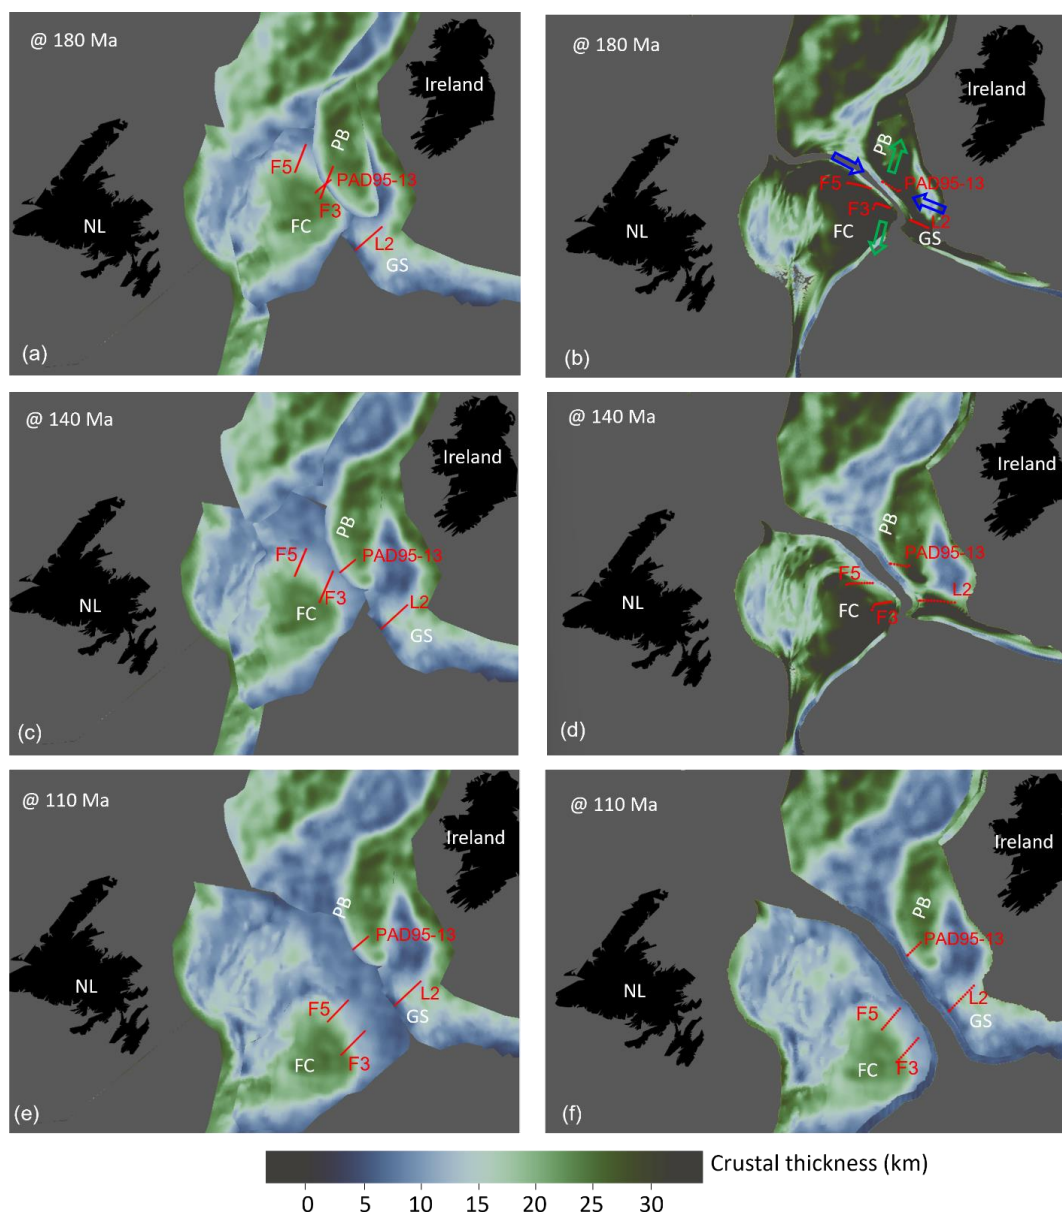 @ 180 Ma
Ireland
PB
F5
PAD95-13
F3
NL
FC
L2
GS
(a)
@ 180 Ma
Ireland
PB
F5
PAD95-13
F3
L2
NL
FC
GS
(b)
@ 140 Ma
Ireland
PB
F5
PAD95-13
F3
L2
NL
FC
GS
(c)
@ 140 Ma
Ireland
PB
PAD95-13
F5
L2
NL
FC
F3
GS
(d)
@ 110 Ma
Ireland
PB
PAD95-13
NL
L2
F5
GS
FC
F3
(e)
@ 110 Ma
Ireland
PB
PAD95-13
NL
L2
F5
GS
FC
F3
(f)
Crustal thickness (km)
0 5 10 15 20 25 30